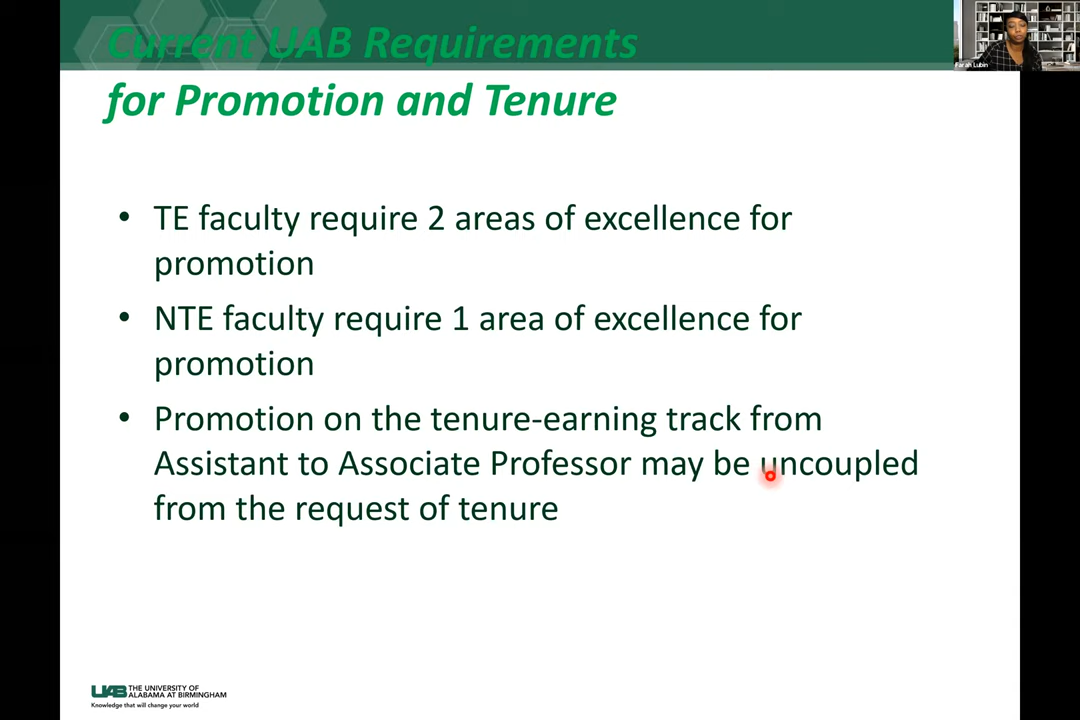 Current UAB Requirements
for Promotion and Tenure
Farah Lubin
• TE faculty require 2 areas of excellence for
promotion
• NTE faculty require 1 area of excellence for
promotion
• Promotion on the tenure-earning track from
Assistant to Associate Professor may be uncoupled
from the request of tenure
UAB THE UNIVERSITY OF
ALABAMA AT BIRMINGHAM
Knowledge that will change your world